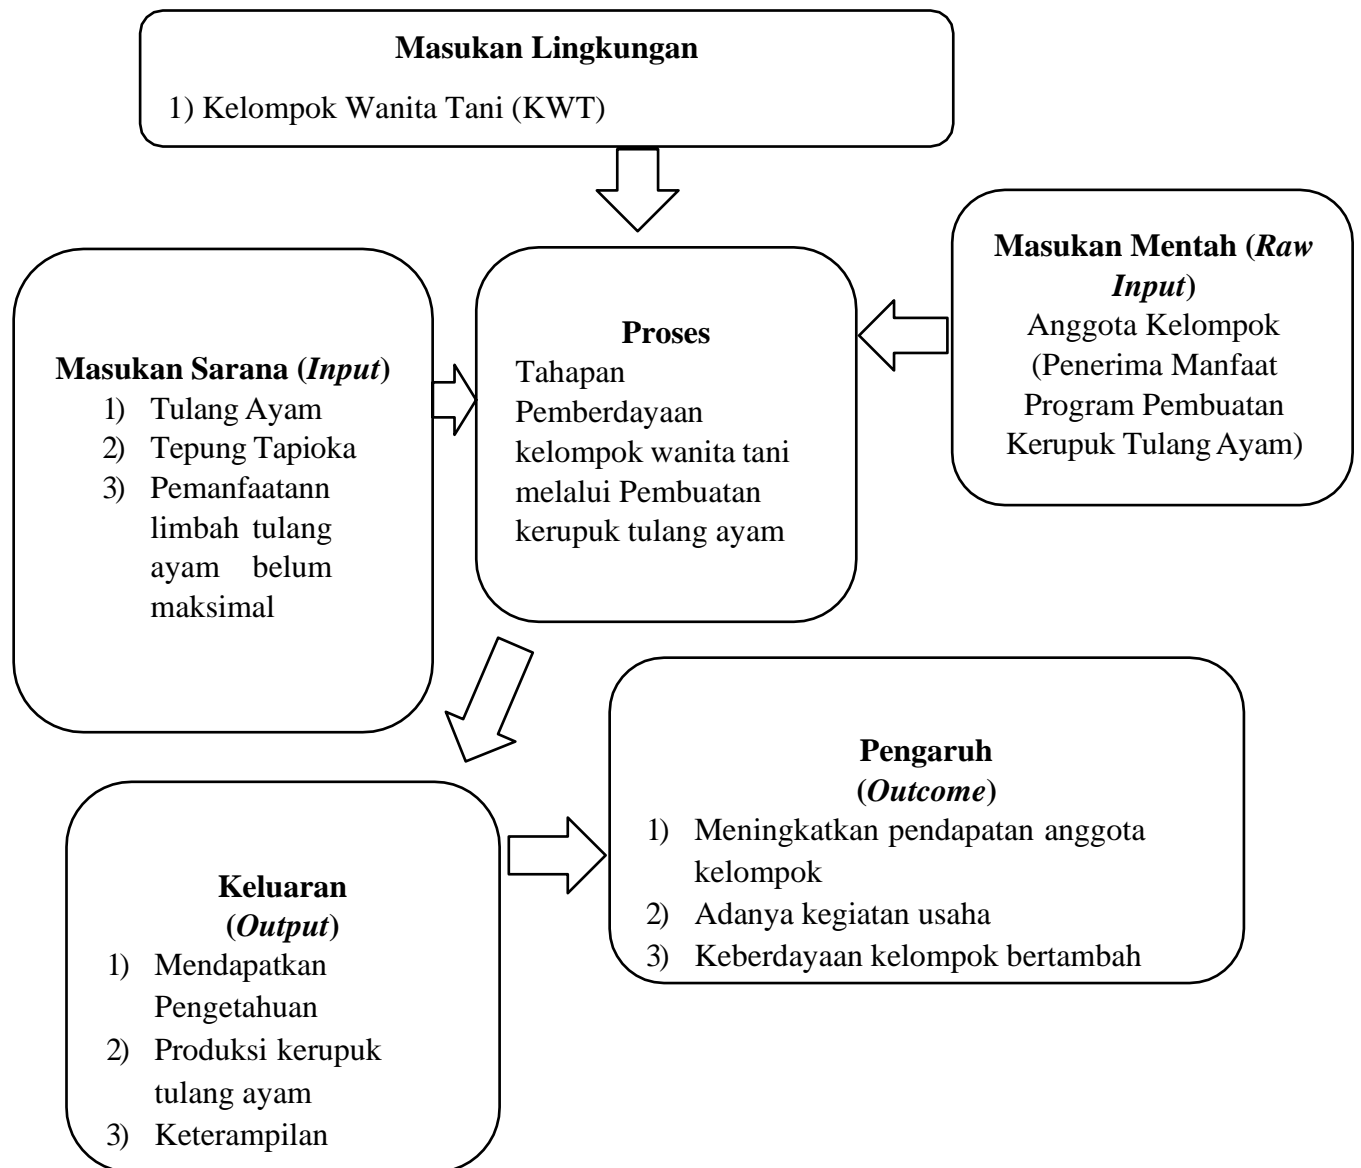 Masukan Lingkungan
1) Kelompok Wanita Tani (KWT)
Masukan Sarana (Input)
1) Tulang Ayam
2) Tepung Tapioka
3) Pemanfaatann
limbah tulang
ayam belum
maksimal
Proses
Tahapan
Pemberdayaan
kelompok wanita tani
melalui Pembuatan
kerupuk tulang ayam
Masukan Mentah (Raw
Input)
Anggota Kelompok
(Penerima Manfaat
Program Pembuatan
Kerupuk Tulang Ayam)
Keluaran
(Output)
1) Mendapatkan
Pengetahuan
2) Produksi kerupuk
tulang ayam
3) Keterampilan
Pengaruh
(Outcome)
1) Meningkatkan pendapatan anggota
kelompok
2) Adanya kegiatan usaha
3) Keberdayaan kelompok bertambah